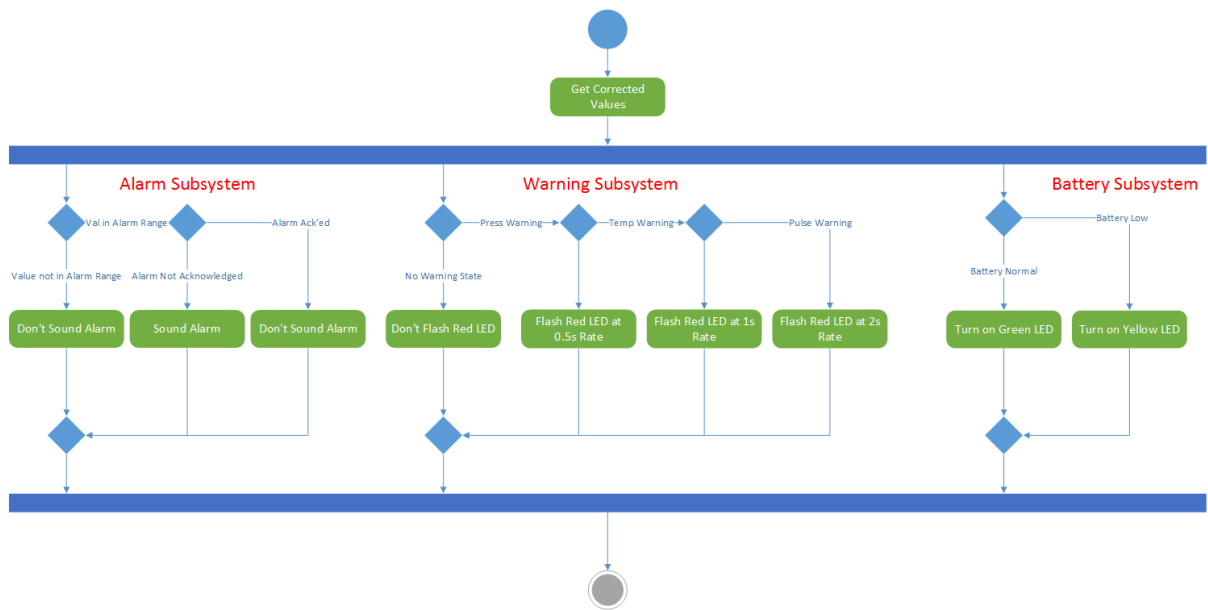 Get Corrected
Values
Alarm Subsystem
Warning Subsystem
Battery Subsystem
Val in Alarm Range
Alarm Ack'ed
Press Warning
Temp Warning
Pulse Warning
Battery Low
Value not in Alarm Range
Alarm Not Acknowledged
No Warning State
Battery Normal
Don't Sound Alarm
Sound Alarm
Don't Sound Alarm
Don't Flash Red LED
Flash Red LED at
0.5s Rate
Flash Red LED at 1s
Rate
Flash Red LED at 2s
Rate
Turn on Green LED
Turn on Yellow LED